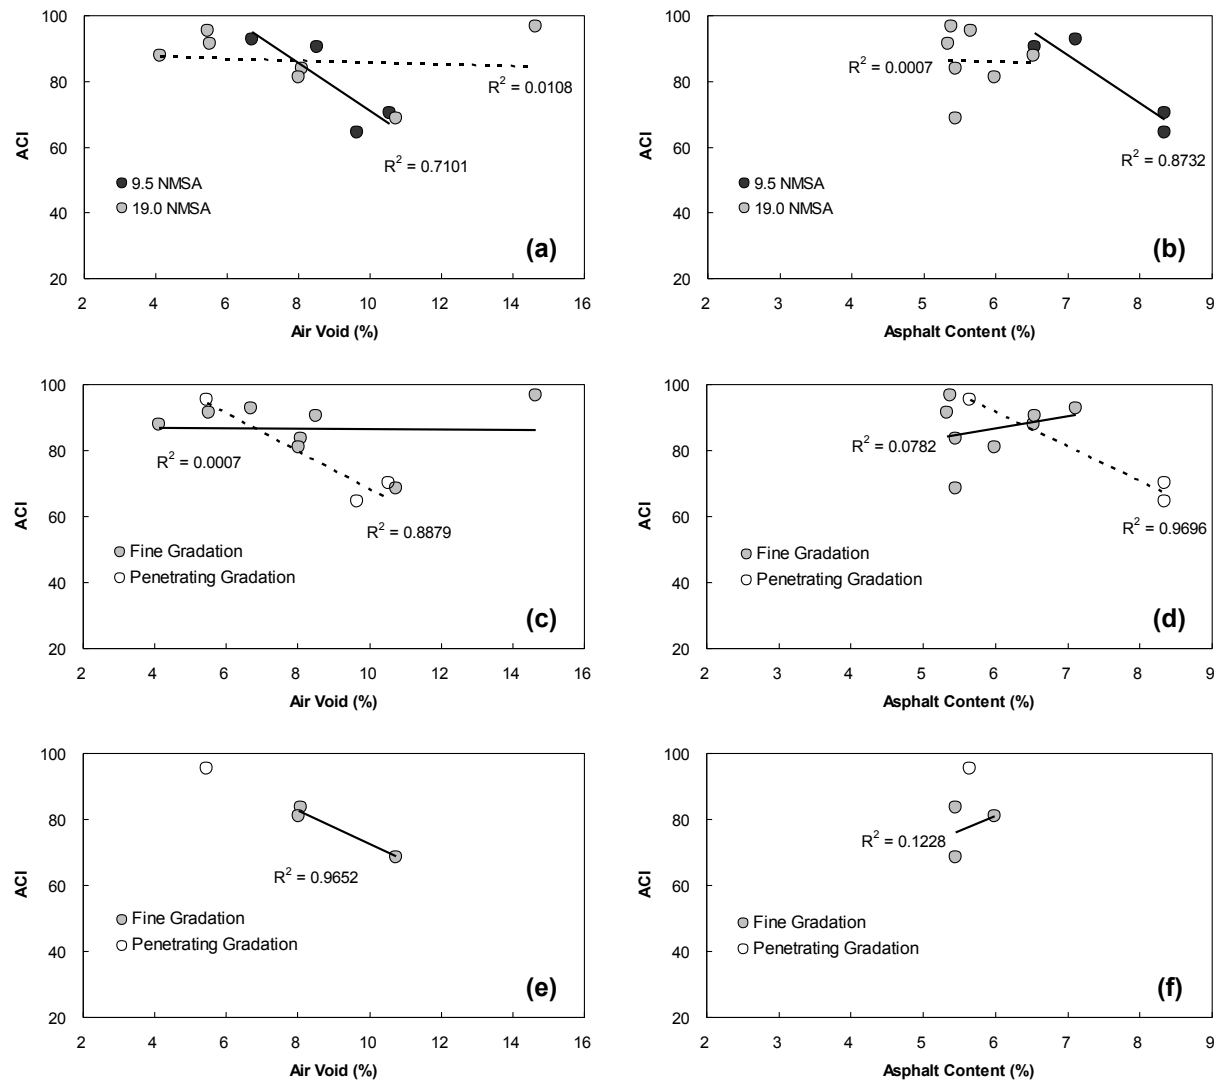 100
80
60
40
20
ACI
R² = 0.0108
R² = 0.7101
9.5 NMSA
19.0 NMSA
(a)
2 4 6 8 10 12 14 16
Air Void (%)
100
80
60
40
20
ACI
R² = 0.0007
R² = 0.8732
9.5 NMSA
19.0 NMSA
(b)
2 3 4 5 6 7 8 9
Asphalt Content (%)
100
80
60
40
20
ACI
R² = 0.0007
R² = 0.8879
Fine Gradation
Penetrating Gradation
(c)
2 4 6 8 10 12 14 16
Air Void (%)
100
80
60
40
20
ACI
R² = 0.0782
R² = 0.9696
Fine Gradation
Penetrating Gradation
(d)
2 3 4 5 6 7 8 9
Asphalt Content (%)
100
80
60
40
20
ACI
R² = 0.9652
Fine Gradation
Penetrating Gradation
(e)
2 4 6 8 10 12 14 16
Air Void (%)
100
80
60
40
20
ACI
R² = 0.1228
Fine Gradation
Penetrating Gradation
(f)
2 3 4 5 6 7 8 9
Asphalt Content (%)